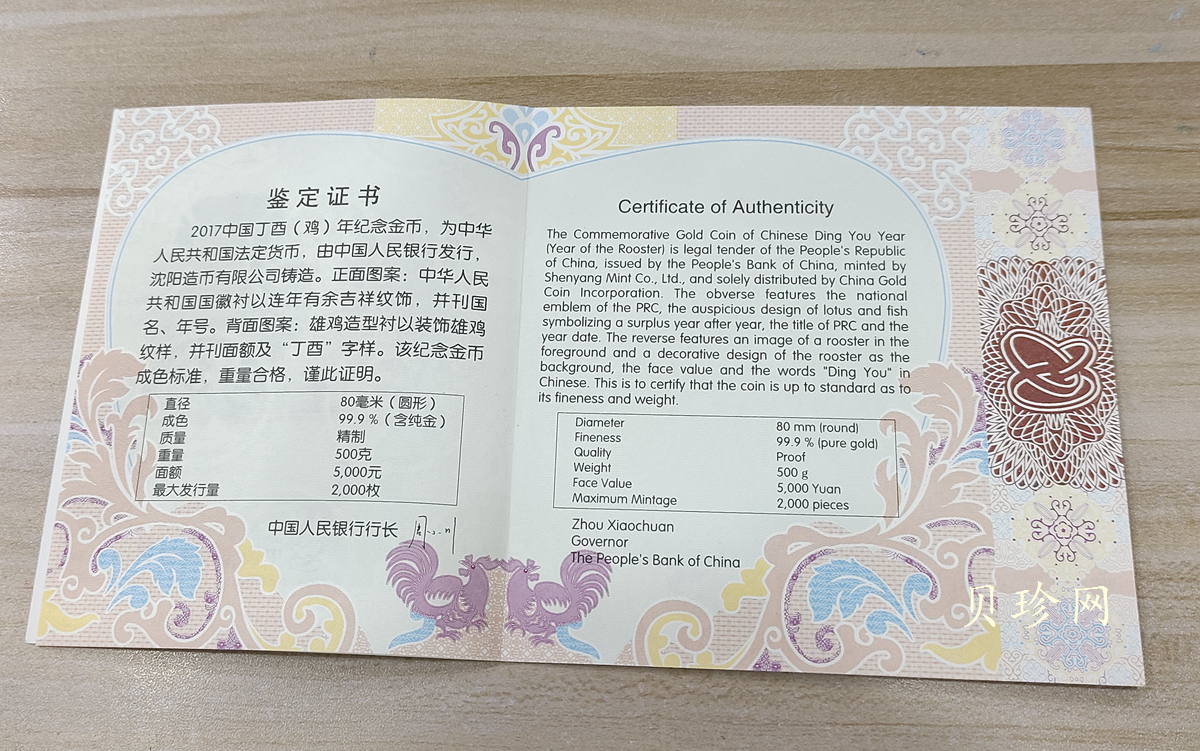 鉴定证书
2017中国丁酉（鸡）年纪念金币，为中华
人民共和国法定货币，由中国人民银行发行，
沈阳造币有限公司铸造。正面图案：中华人民
共和国国徽衬以连年有余吉祥纹饰，并刊国
名、年号。背面图案：雄鸡造型衬以装饰雄鸡
纹样，并刊面额及“丁酉”字样。该纪念金币
成色标准，重量合格，谨此证明。
直径 80毫米（圆形）
成色 99.9％（含纯金）
质量 精制
重量 500克
面额 5,000元
最大发行量 2,000枚
中国人民银行行长
Certificate of Authenticity
The Commemorative Gold Coin of Chinese Ding You Year
(Year of the Rooster) is legal tender of the People's Republic
of China, issued by the People's Bank of China, minted by
Shenyang Mint Co., Ltd., and solely distributed by China Gold
Coin Incorporation. The obverse features the national
emblem of the PRC, the auspicious design of lotus and fish
symbolizing a surplus year after year, the title of PRC and the
year date. The reverse features an image of a rooster in the
foreground and a decorative design of the rooster as the
background, the face value and the words "Ding You" in
Chinese. This is to certify that the coin is up to standard as to
its fineness and weight.
Diameter 80 mm (round)
Fineness 99.9 % (pure gold)
Quality Proof
Weight 500 g
Face Value 5,000 Yuan
Maximum Mintage 2,000 pieces
Zhou Xiaochuan
Governor
The People's Bank of China
贝珍网